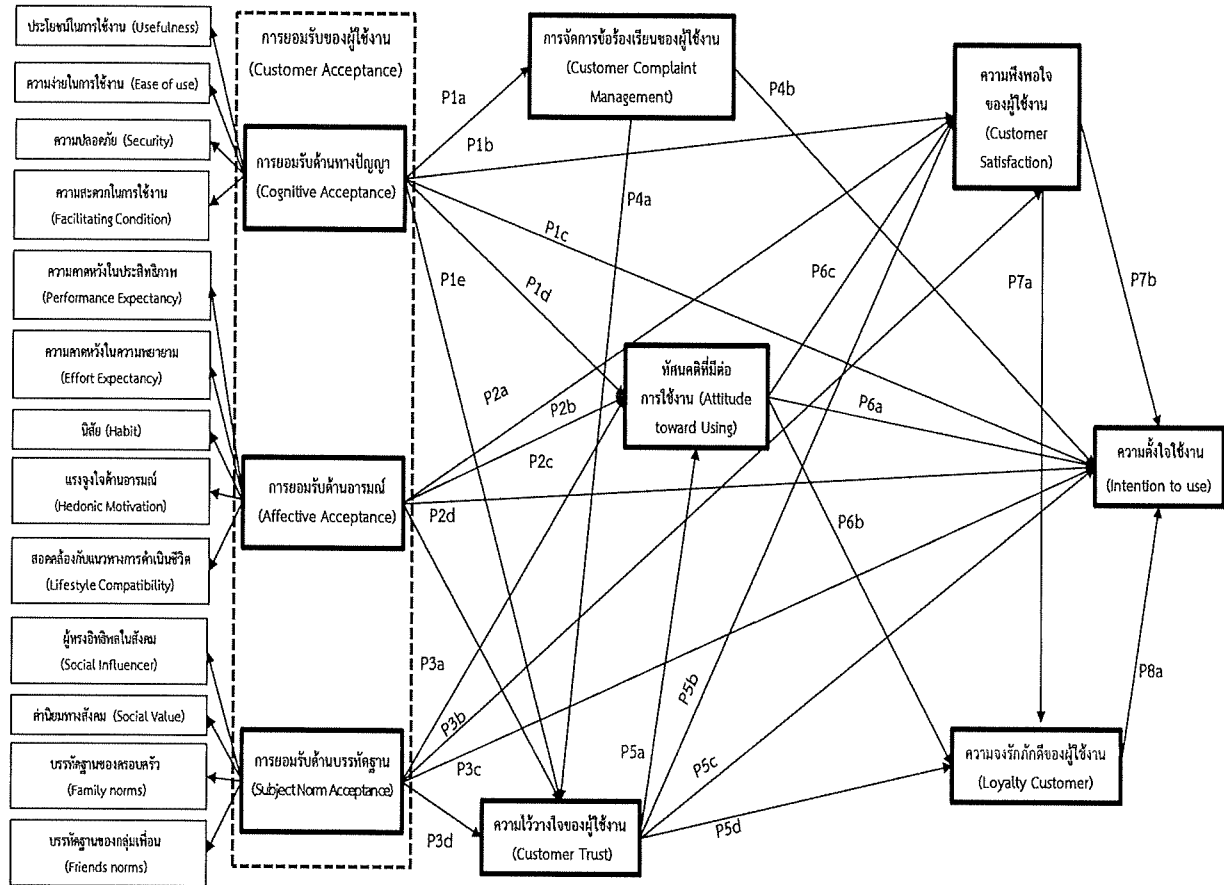 ประโยชน์ในการใช้งาน (Usefulness)
ความง่ายในการใช้งาน (Ease of use)
ความปลอดภัย (Security)
ความสะดวกในการใช้งาน
(Facilitating Condition)
ความคาดหวังในประสิทธิภาพ
(Performance Expectancy)
ความคาดหวังในความพยายาม
(Effort Expectancy)
นิสัย (Habit)
แรงจูงใจด้านอารมณ์
(Hedonic Motivation)
สอดคล้องกับแนวทางการดำเนินชีวิต
(Lifestyle Compatibility)
ผู้ทรงอิทธิพลในสังคม
(Social Influencer)
ค่านิยมทางสังคม (Social Value)
บรรทัดฐานของครอบครัว
(Family norms)
บรรทัดฐานของกลุ่มเพื่อน
(Friends norms)
การยอมรับของผู้ใช้งาน
(Customer Acceptance)
การยอมรับด้านทางปัญญา
(Cognitive Acceptance)
การยอมรับด้านอารมณ์
(Affective Acceptance)
การยอมรับด้านบรรทัดฐาน
(Subject Norm Acceptance)
การจัดการข้อร้องเรียนของผู้ใช้งาน
(Customer Complaint
Management)
ทัศนคติที่มีต่อ
การใช้งาน (Attitude
toward Using)
ความไว้วางใจของผู้ใช้งาน
(Customer Trust)
ความพึงพอใจ
ของผู้ใช้งาน
(Customer
Satisfaction)
ความตั้งใจใช้งาน
(Intention to use)
ความจงรักภักดีของผู้ใช้งาน
(Loyalty Customer)
P1a
P1b
P1c
P1d
P1e
P2a
P2b
P2c
P2d
P3a
P3b
P3c
P3d
P4a
P4b
P5a
P5b
P5c
P5d
P6a
P6b
P6c
P7a
P7b
P8a